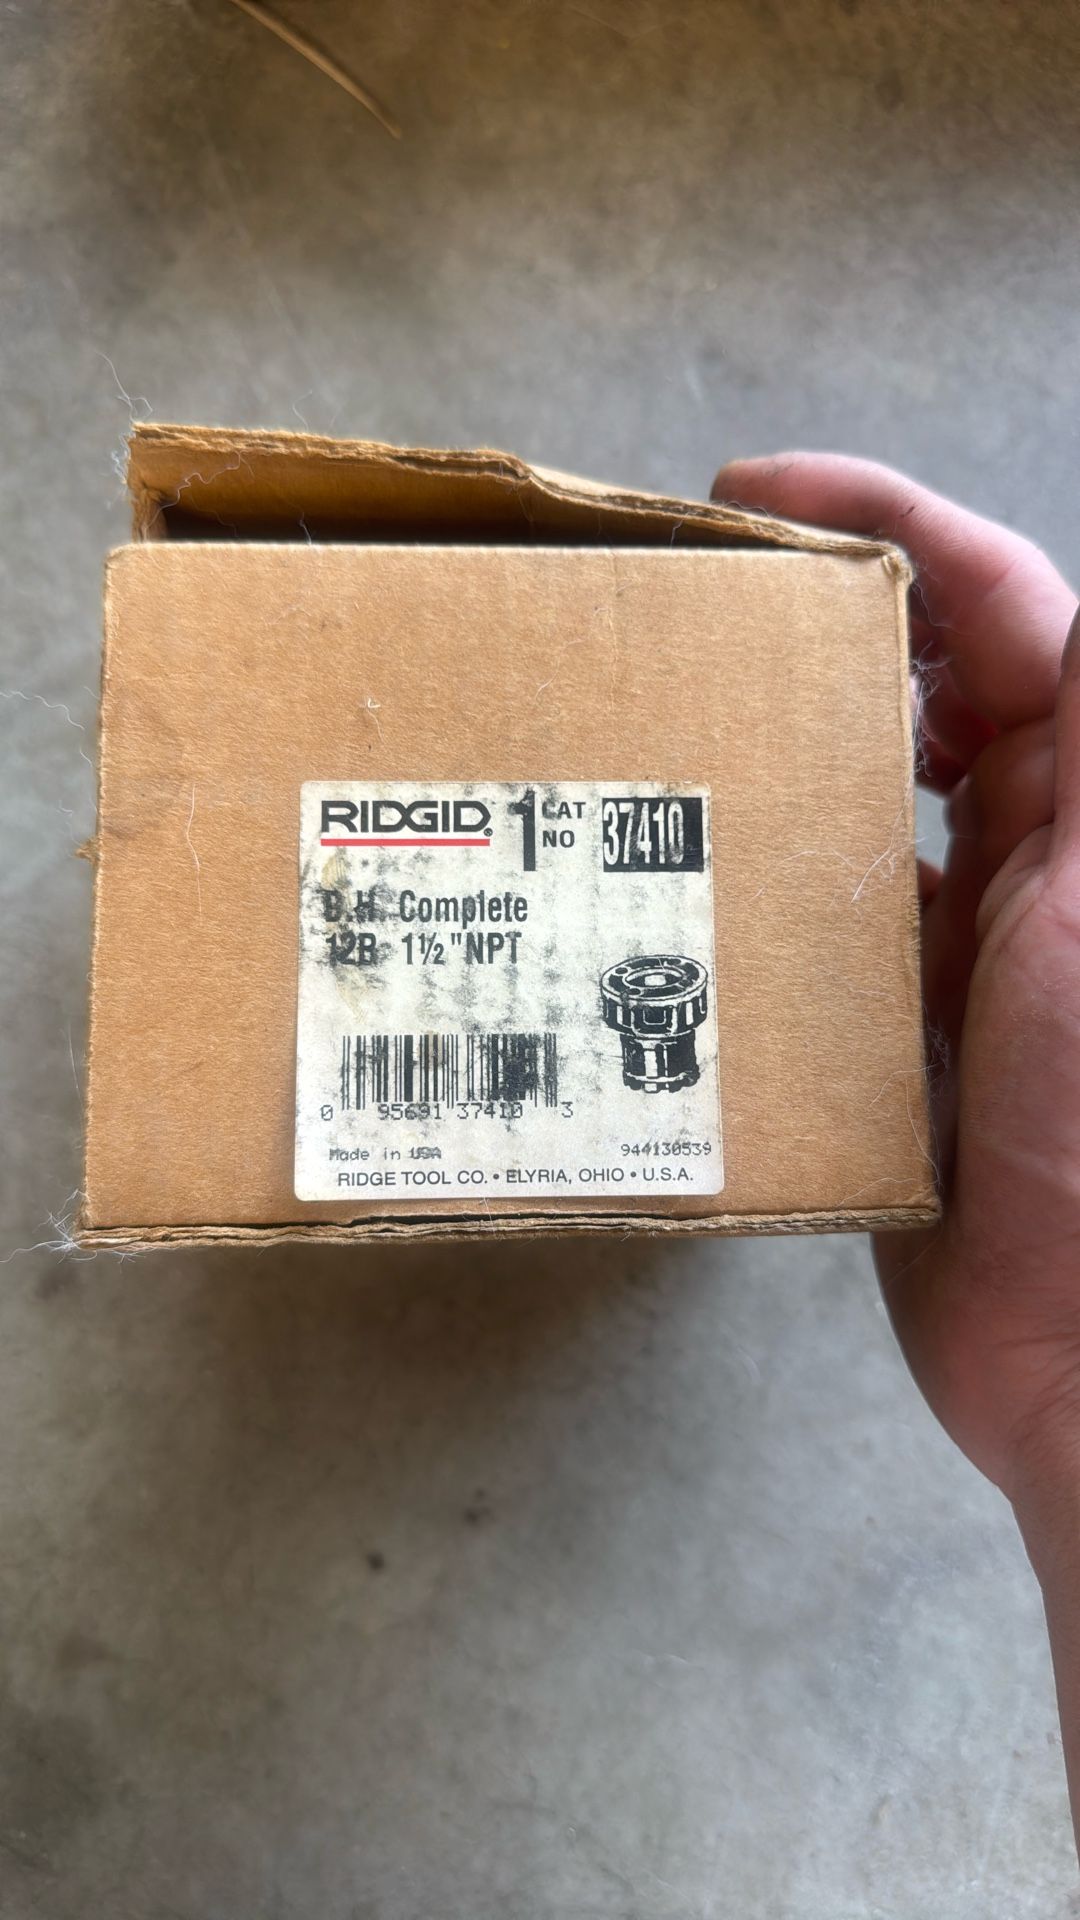 RIDGID®
1 CAT
NO
37410
D.H. Complete
12R 1½"NPT
0 95691 37410 3
Made in USA
944130539
RIDGE TOOL CO. • ELYRIA, OHIO • U.S.A.